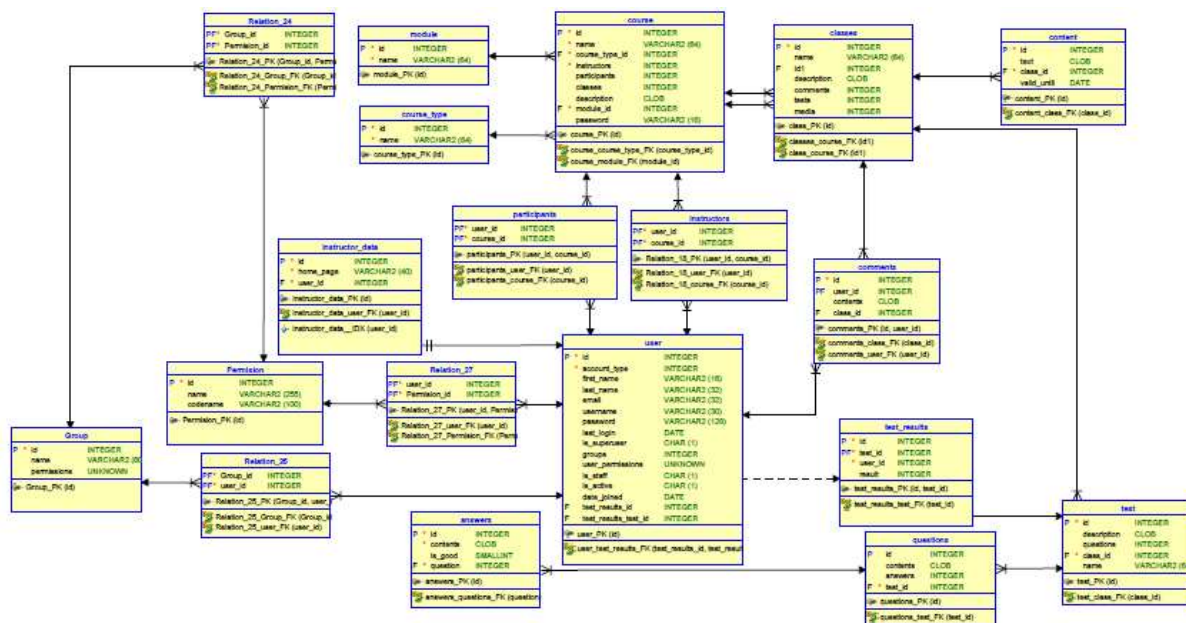 Relation_24
PF* Group_id INTEGER
PF* Permision_id INTEGER
Relation_24_PK (Group_id, Permi
Relation_24_Group_FK (Group_id
Relation_24_Permision_FK (Permi
module
P * id INTEGER
* name VARCHAR2 (64)
module_PK (id)
course_type
P * id INTEGER
* name VARCHAR2 (64)
course_type_PK (id)
course
P * id INTEGER
* name VARCHAR2 (64)
F * course_type_id INTEGER
* instructors INTEGER
participants INTEGER
classes INTEGER
description CLOB
F * module_id INTEGER
password VARCHAR2 (16)
course_PK (id)
course_course_type_FK (course_type_id)
course_module_FK (module_id)
classes
P * id INTEGER
name VARCHAR2 (64)
F id1 INTEGER
description CLOB
comments INTEGER
tests INTEGER
media INTEGER
class_PK (id)
classes_course_FK (id1)
class_course_FK (id1)
content
P * id INTEGER
text CLOB
F * class_id INTEGER
valid_until DATE
content_PK (id)
content_class_FK (class_id)
participants
PF* user_id INTEGER
PF* course_id INTEGER
participants_PK (user_id, course_id)
participants_user_FK (user_id)
participants_course_FK (course_id)
instructors
PF* user_id INTEGER
PF* course_id INTEGER
Relation_18_PK (user_id, course_id)
Relation_18_user_FK (user_id)
Relation_18_course_FK (course_id)
instructor_data
P * id INTEGER
* home_page VARCHAR2 (40)
F * user_id INTEGER
instructor_data_PK (id)
instructor_data_user_FK (user_id)
instructor_data__IDX (user_id)
comments
P * id INTEGER
PF user_id INTEGER
contents CLOB
F class_id INTEGER
comments_PK (id, user_id)
comments_class_FK (class_id)
comments_user_FK (user_id)
Permision
P * id INTEGER
name VARCHAR2 (255)
codename VARCHAR2 (100)
Permision_PK (id)
Relation_27
PF* user_id INTEGER
PF* Permision_id INTEGER
Relation_27_PK (user_id, Permisi
Relation_27_user_FK (user_id)
Relation_27_Permision_FK (Permi
user
P * id INTEGER
* account_type INTEGER
first_name VARCHAR2 (16)
last_name VARCHAR2 (32)
email VARCHAR2 (32)
username VARCHAR2 (30)
password VARCHAR2 (128)
last_login DATE
is_superuser CHAR (1)
groups INTEGER
user_permissions UNKNOWN
is_staff CHAR (1)
is_active CHAR (1)
date_joined DATE
F test_results_id INTEGER
F test_results_test_id INTEGER
user_PK (id)
user_test_results_FK (test_results_id, test_result
Group
P * id INTEGER
name VARCHAR2 (80
permissions UNKNOWN
Group_PK (id)
Relation_25
PF* Group_id INTEGER
PF* user_id INTEGER
Relation_25_PK (Group_id, user_
Relation_25_Group_FK (Group_id
Relation_25_user_FK (user_id)
test_results
P * id INTEGER
PF* test_id INTEGER
* user_id INTEGER
result INTEGER
test_results_PK (id, test_id)
test_results_test_FK (test_id)
answers
P * id INTEGER
* contents CLOB
is_good SMALLINT
F * question INTEGER
answers_PK (id)
answers_questions_FK (question
questions
P * id INTEGER
contents CLOB
answers INTEGER
F * test_id INTEGER
questions_PK (id)
questions_test_FK (test_id)
test
P * id INTEGER
description CLOB
questions INTEGER
F * class_id INTEGER
name VARCHAR2 (6
test_PK (id)
test_class_FK (class_id)